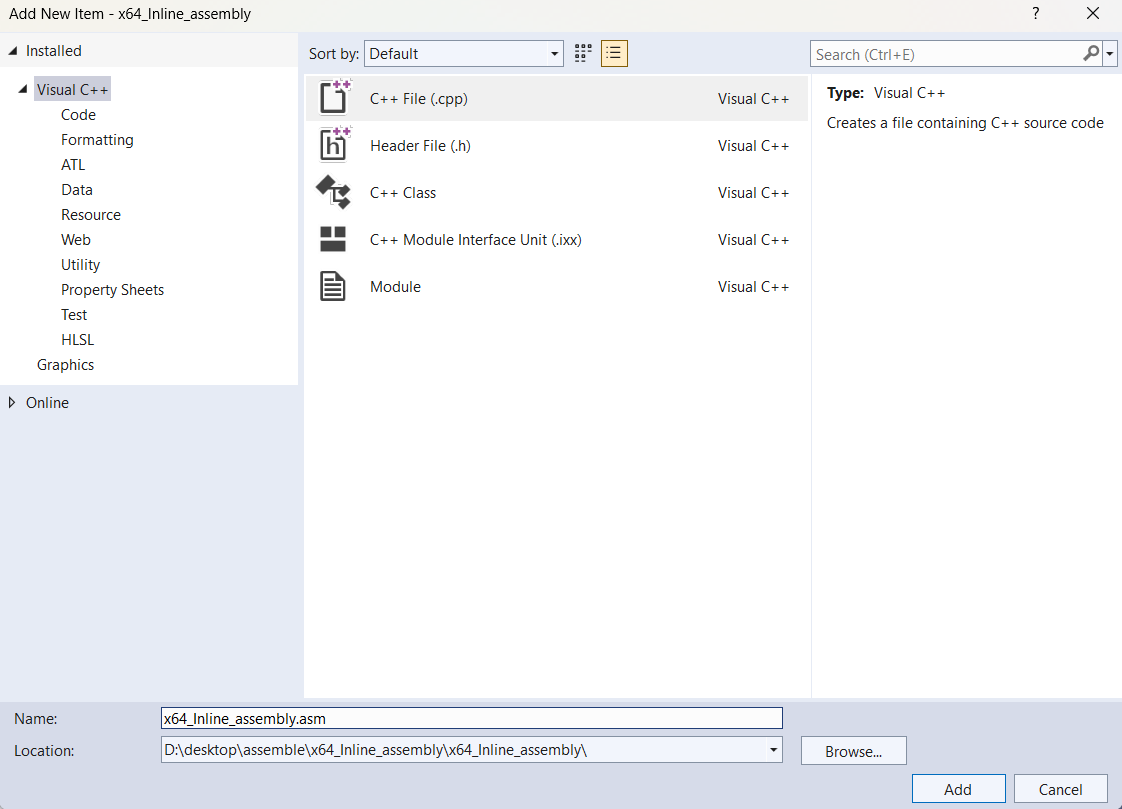 Add New Item - x64_Inline_assembly
?
Installed
Visual C++
Code
Formatting
ATL
Data
Resource
Web
Utility
Property Sheets
Test
HLSL
Graphics
Online
Sort by: Default
C++ File (.cpp) Visual C++
Header File (.h) Visual C++
C++ Class Visual C++
C++ Module Interface Unit (.ixx) Visual C++
Module Visual C++
Search (Ctrl+E)
Type: Visual C++
Creates a file containing C++ source code
Name: x64_Inline_assembly.asm
Location: D:\desktop\assemble\x64_Inline_assembly\x64_Inline_assembly\
Browse...
Add Cancel